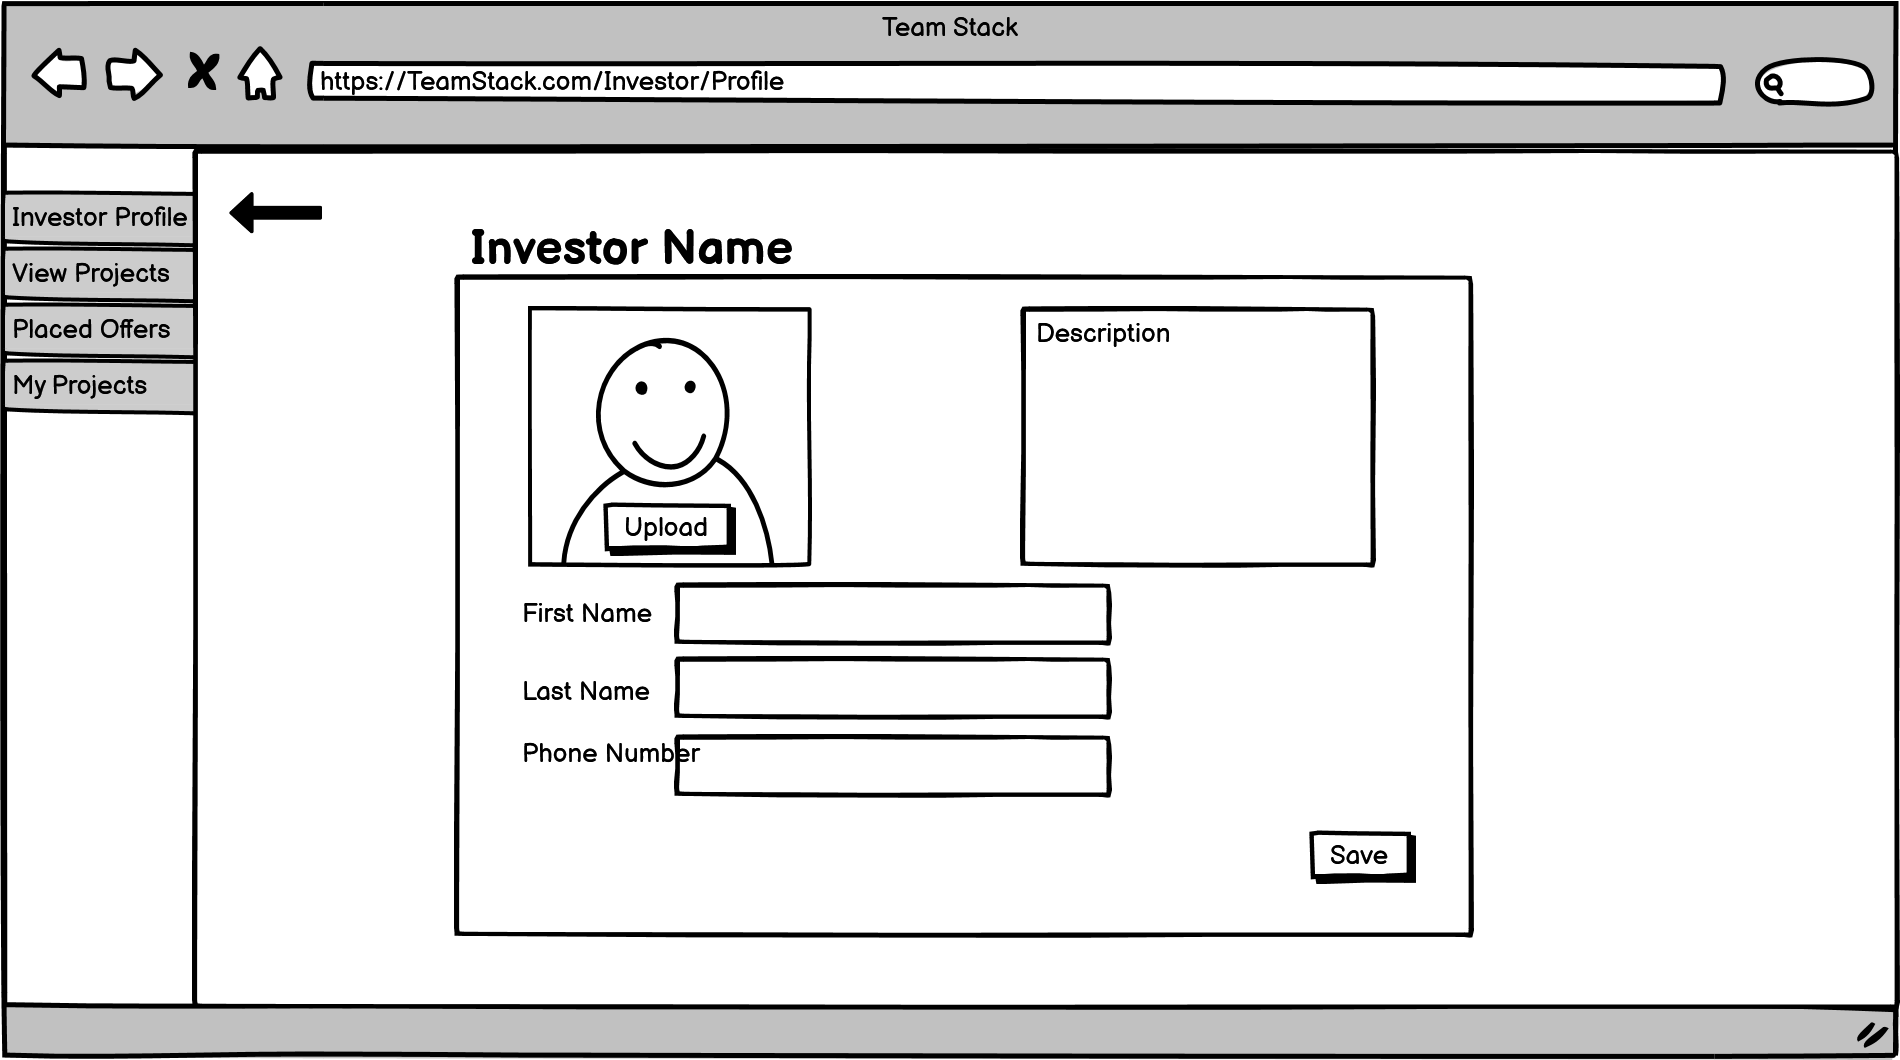 Team Stack
https://TeamStack.com/Investor/Profile
Investor Profile
View Projects
Placed Offers
My Projects
Investor Name
Description
Upload
First Name
Last Name
Phone Number
Save